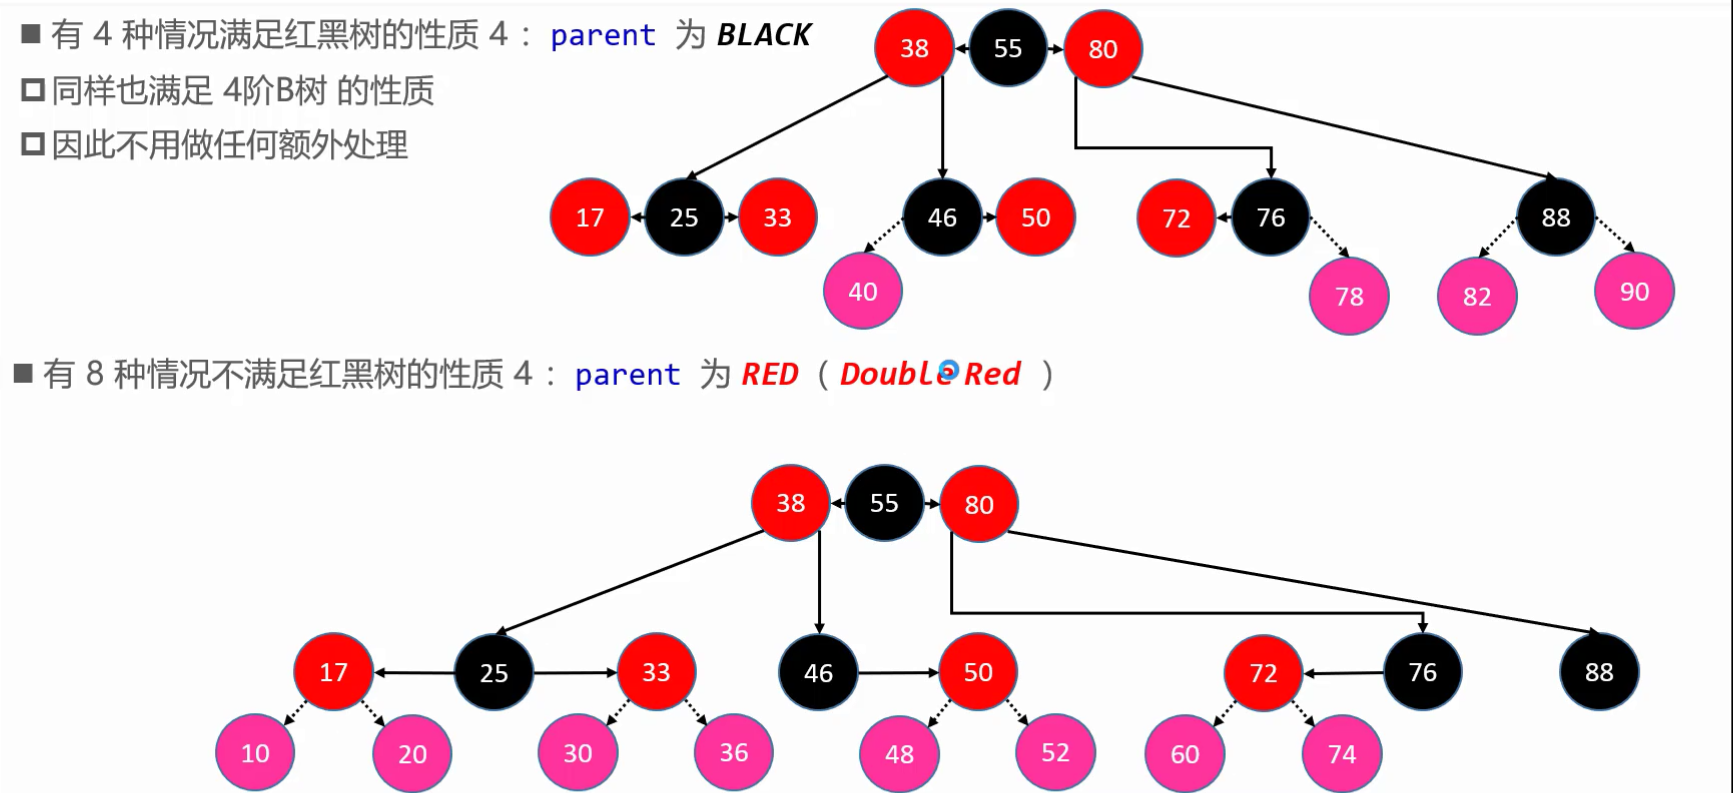 ■ 有 4 种情况满足红黑树的性质 4 ： parent 为 BLACK
同样也满足 4阶B树 的性质
因此不用做任何额外处理
38 55 80
17 25 33 46 50 72 76 88
40 78 82 90
■ 有 8 种情况不满足红黑树的性质 4 ： parent 为 RED （ Double Red ）
38 55 80
17 25 33 46 50 72 76 88
10 20 30 36 48 52 60 74